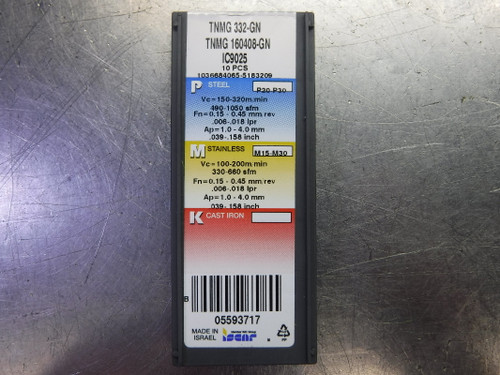 TNMG 332-GN
TNMG 160408-GN
IC9025
10 PCS
1036684065-5183209
P STEEL P20-P30
Vc=150-320m.min
490-1050 sfm
Fn=0.15 - 0.45 mm rev
.006-.018 ipr
Ap=1.0 - 4.0 mm
.039-.158 inch
M STAINLESS M15-M30
Vc=100-200m min
330-660 sfm
Fn=0.15 - 0.45 mm rev
.006-.018 ipr
Ap=1.0 - 4.0 mm
.039-.158 inch
K CAST IRON
B
05593717
MADE IN
ISRAEL
iscar
PP